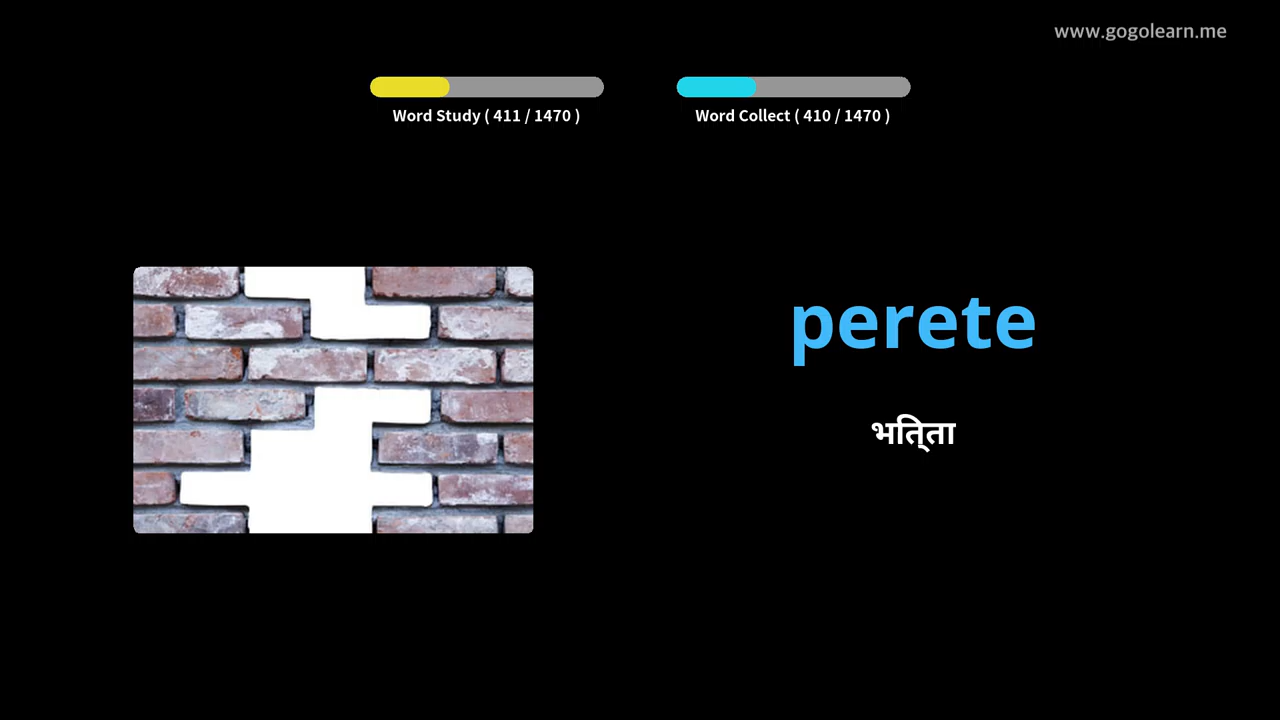 www.gogolearn.me
Word Study ( 411 / 1470 )
Word Collect ( 410 / 1470 )
perete
भित्ता